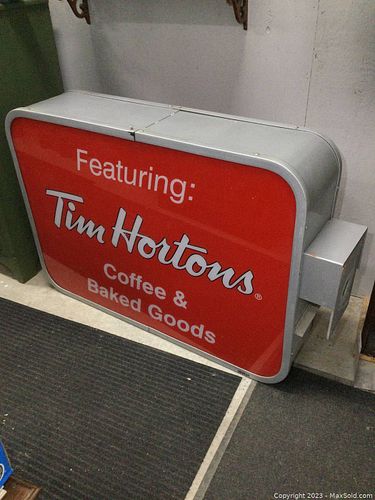 Featuring:
Tim Hortons®
Coffee &
Baked Goods
Copyright 2023 - MaxSold.com